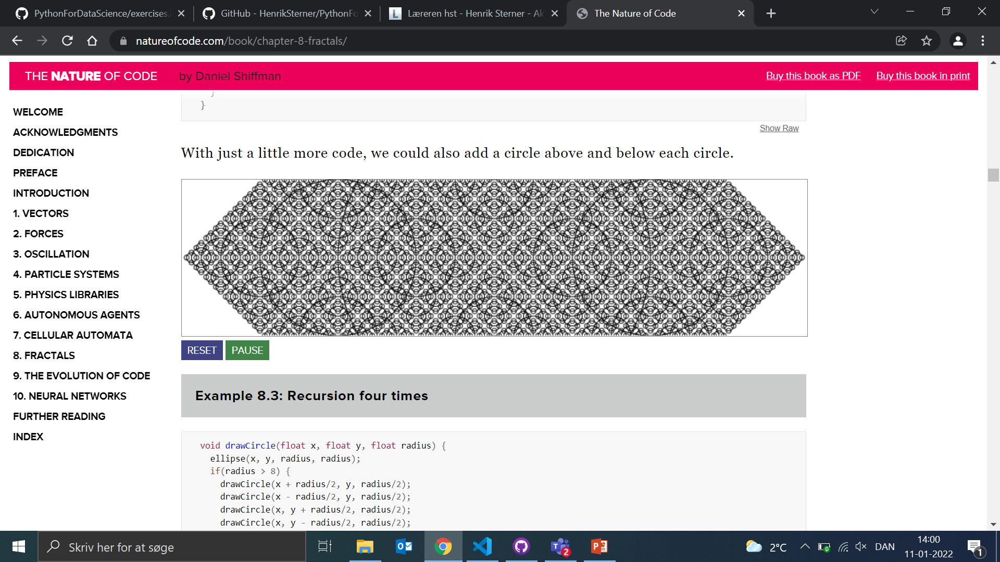 PythonForDataScience/exercises.i
GitHub - HenrikSterner/PythonFo
Læreren hst - Henrik Sterner - Ak
The Nature of Code
natureofcode.com/book/chapter-8-fractals/
THE NATURE OF CODE by Daniel Shiffman
Buy this book as PDF Buy this book in print
WELCOME
ACKNOWLEDGMENTS
DEDICATION
PREFACE
INTRODUCTION
1. VECTORS
2. FORCES
3. OSCILLATION
4. PARTICLE SYSTEMS
5. PHYSICS LIBRARIES
6. AUTONOMOUS AGENTS
7. CELLULAR AUTOMATA
8. FRACTALS
9. THE EVOLUTION OF CODE
10. NEURAL NETWORKS
FURTHER READING
INDEX
}
}
Show Raw
With just a little more code, we could also add a circle above and below each circle.
RESET PAUSE
Example 8.3: Recursion four times
void drawCircle(float x, float y, float radius) {
ellipse(x, y, radius, radius);
if(radius > 8) {
drawCircle(x + radius/2, y, radius/2);
drawCircle(x - radius/2, y, radius/2);
drawCircle(x, y + radius/2, radius/2);
drawCircle(x, y - radius/2, radius/2);
Skriv her for at søge
2
2°C
DAN
14:00
11-01-2022
1